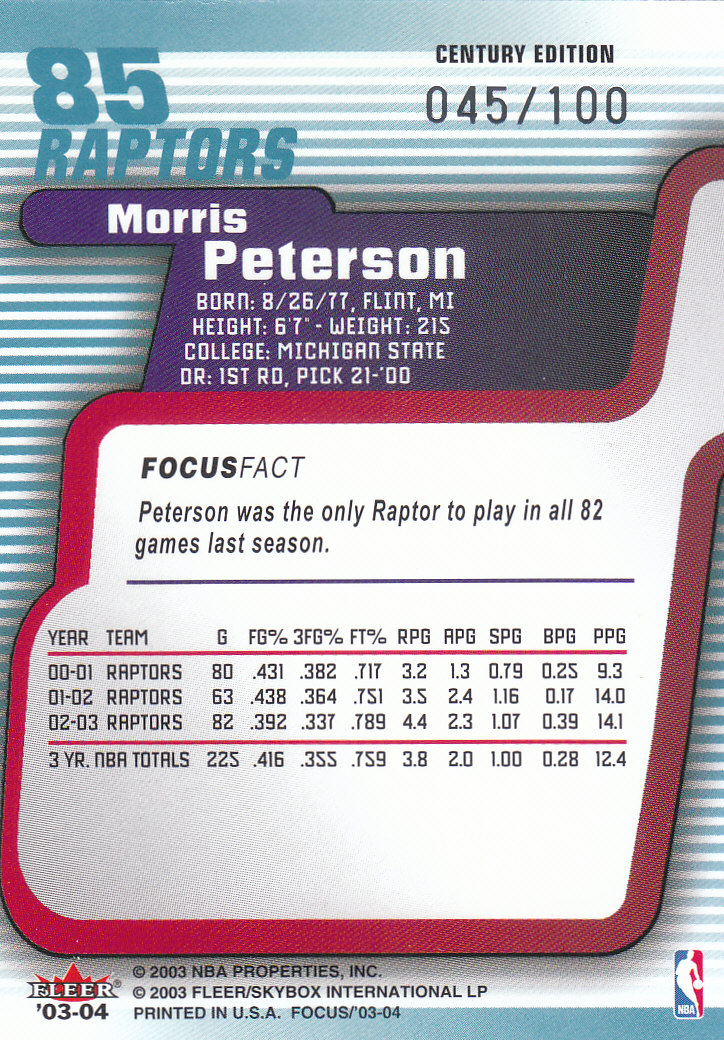 85
RAPTORS
CENTURY EDITION
045/100
Morris
Peterson
BORN: 8/26/77, FLINT, MI
HEIGHT: 6'7" - WEIGHT: 215
COLLEGE: MICHIGAN STATE
DR: 1ST RD, PICK 21-'00
FOCUSFACT
Peterson was the only Raptor to play in all 82
games last season.
YEAR TEAM G FG% 3FG% FT% RPG APG SPG BPG PPG
00-01 RAPTORS 80 .431 .382 .717 3.2 1.3 0.79 0.25 9.3
01-02 RAPTORS 63 .438 .364 .751 3.5 2.4 1.16 0.17 14.0
02-03 RAPTORS 82 .392 .337 .789 4.4 2.3 1.07 0.39 14.1
3 YR. NBA TOTALS 225 .416 .355 .759 3.8 2.0 1.00 0.28 12.4
FLEER®
'03-04
© 2003 NBA PROPERTIES, INC.
© 2003 FLEER/SKYBOX INTERNATIONAL LP
PRINTED IN U.S.A. FOCUS/'03-04
NBA